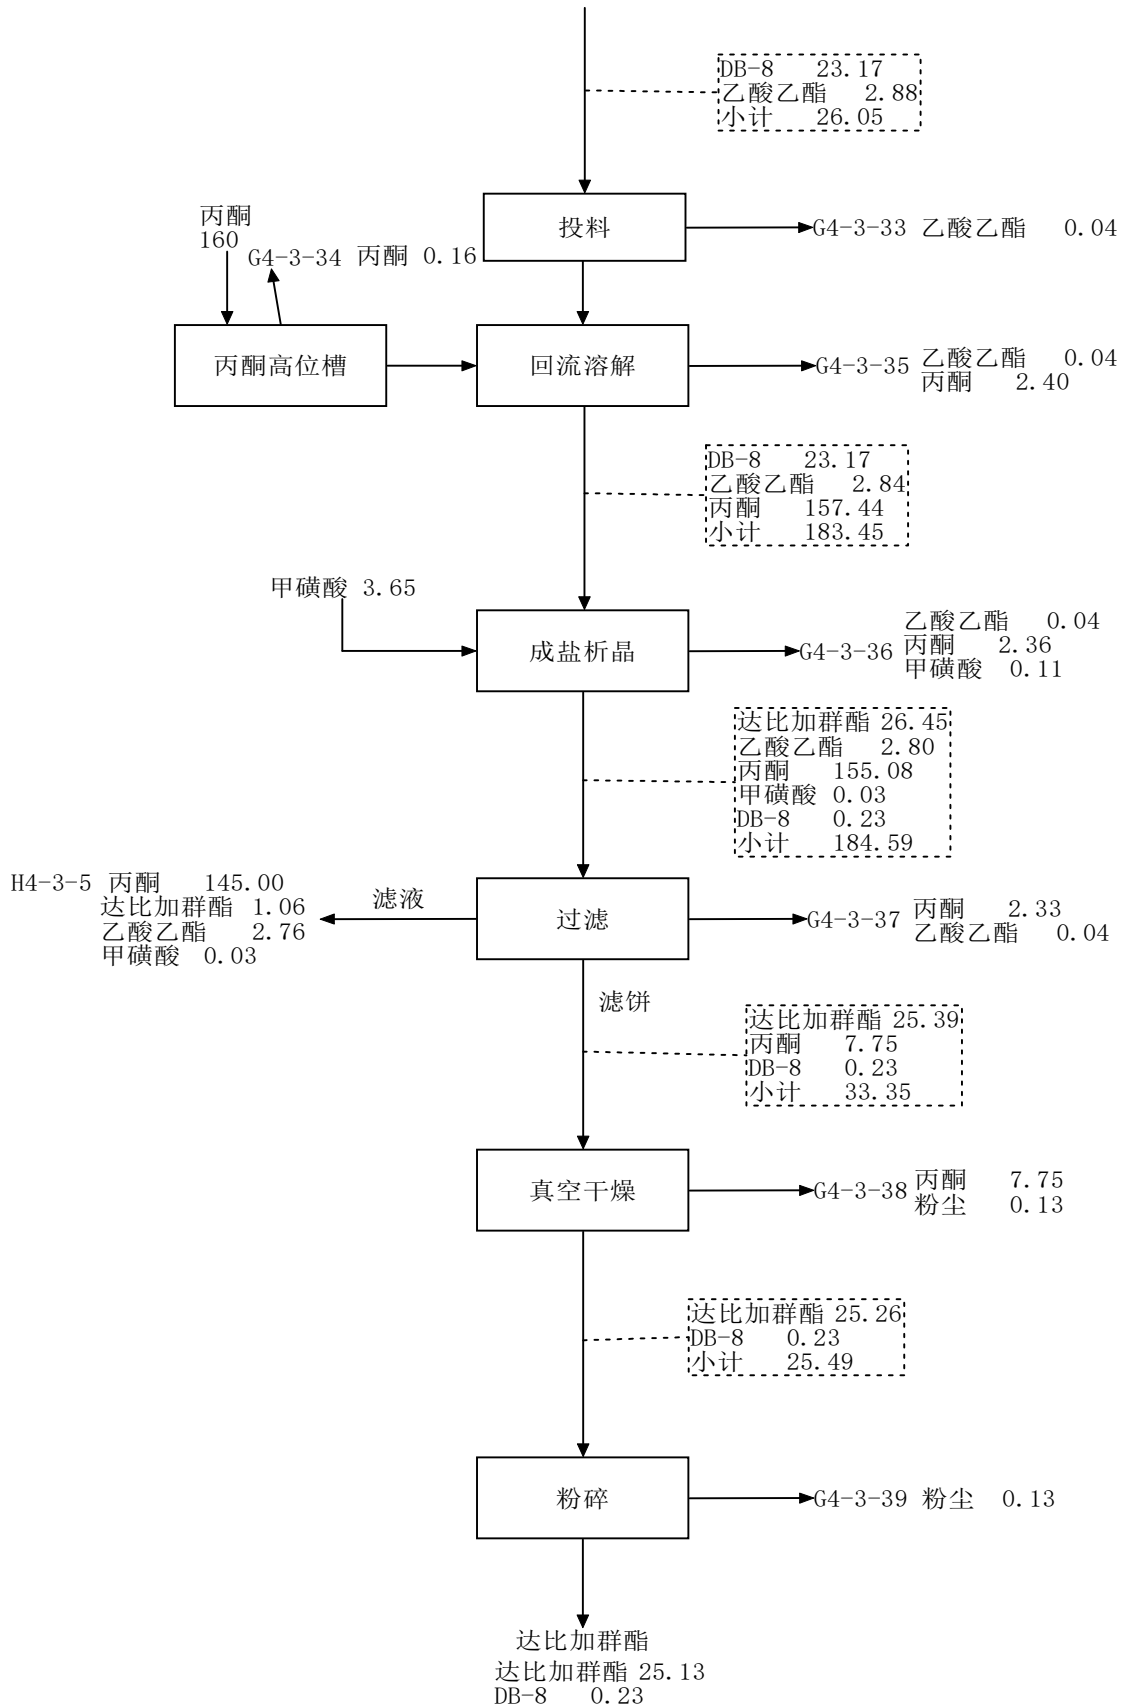 DB-8 23.17
乙酸乙酯 2.88
小计 26.05
投料
G4-3-33 乙酸乙酯 0.04
丙酮
160
G4-3-34 丙酮 0.16
丙酮高位槽
回流溶解
G4-3-35
乙酸乙酯 0.04
丙酮 2.40
DB-8 23.17
乙酸乙酯 2.84
丙酮 157.44
小计 183.45
甲磺酸 3.65
成盐析晶
G4-3-36
乙酸乙酯 0.04
丙酮 2.36
甲磺酸 0.11
达比加群酯 26.45
乙酸乙酯 2.80
丙酮 155.08
甲磺酸 0.03
DB-8 0.23
小计 184.59
H4-3-5 丙酮 145.00
达比加群酯 1.06
乙酸乙酯 2.76
甲磺酸 0.03
滤液
过滤
G4-3-37
丙酮 2.33
乙酸乙酯 0.04
滤饼
达比加群酯 25.39
丙酮 7.75
DB-8 0.23
小计 33.35
真空干燥
G4-3-38
丙酮 7.75
粉尘 0.13
达比加群酯 25.26
DB-8 0.23
小计 25.49
粉碎
G4-3-39 粉尘 0.13
达比加群酯
达比加群酯 25.13
DB-8 0.23